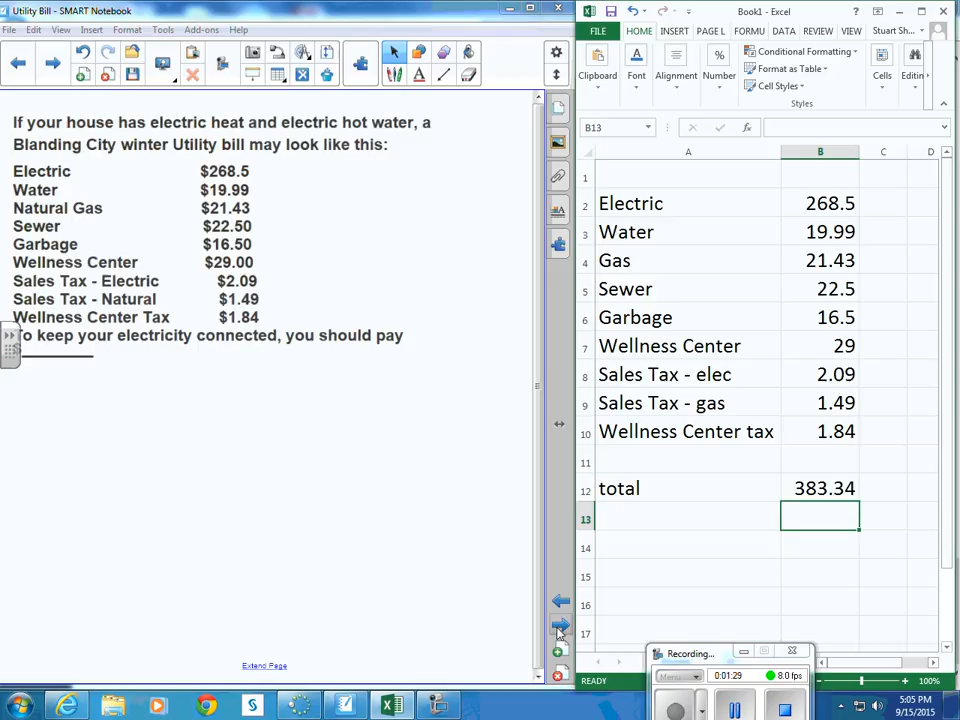 Utility Bill - SMART Notebook
File Edit View Insert Format Tools Add-ons Help
If your house has electric heat and electric hot water, a
Blanding City winter Utility bill may look like this:
Electric $268.5
Water $19.99
Natural Gas $21.43
Sewer $22.50
Garbage $16.50
Wellness Center $29.00
Sales Tax - Electric $2.09
Sales Tax - Natural $1.49
Wellness Center Tax $1.84
To keep your electricity connected, you should pay
$
Extend Page
Book1 - Excel
FILE HOME INSERT PAGE L FORMU DATA REVIEW VIEW Stuart Sh...
Clipboard Font Alignment Number
Conditional Formatting
Format as Table
Cell Styles
Styles
Cells
Editin
B13
fx
A B C D
1
2 Electric 268.5
3 Water 19.99
4 Gas 21.43
5 Sewer 22.5
6 Garbage 16.5
7 Wellness Center 29
8 Sales Tax - elec 2.09
9 Sales Tax - gas 1.49
10 Wellness Center tax 1.84
11
12 total 383.34
13
14
15
16
17
Recording...
Menu 0:01:29 8.0 fps
READY 100%
5:05 PM
9/15/2015